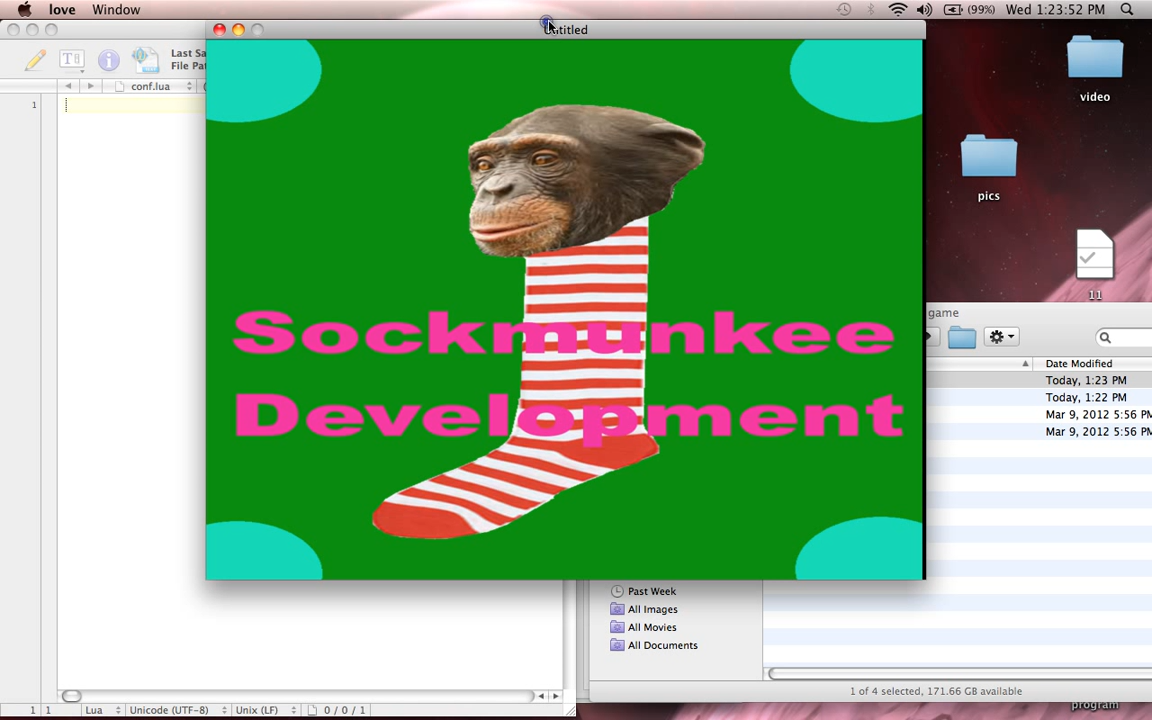 love Window (99%) Wed 1:23:52 PM
Untitled
Last Sa
File Pat
conf.lua
1
Sockmunkee
Development
video
pics
11
game
Date Modified
Today, 1:23 PM
Today, 1:22 PM
Mar 9, 2012 5:56 PM
Mar 9, 2012 5:56 PM
Past Week
All Images
All Movies
All Documents
1 of 4 selected, 171.66 GB available
program
1 1 Lua Unicode (UTF-8) Unix (LF) 0 / 0 / 1